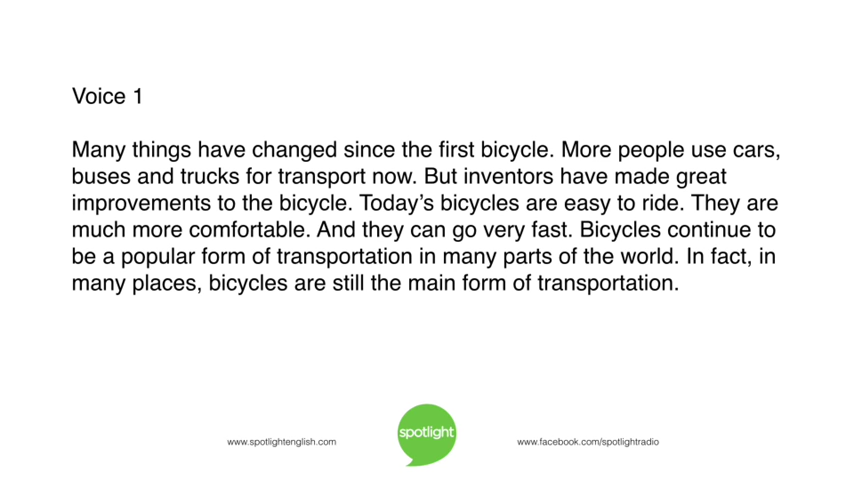 Voice 1
Many things have changed since the first bicycle. More people use cars,
buses and trucks for transport now. But inventors have made great
improvements to the bicycle. Today’s bicycles are easy to ride. They are
much more comfortable. And they can go very fast. Bicycles continue to
be a popular form of transportation in many parts of the world. In fact, in
many places, bicycles are still the main form of transportation.
spotlight
www.spotlightenglish.com
www.facebook.com/spotlightradio